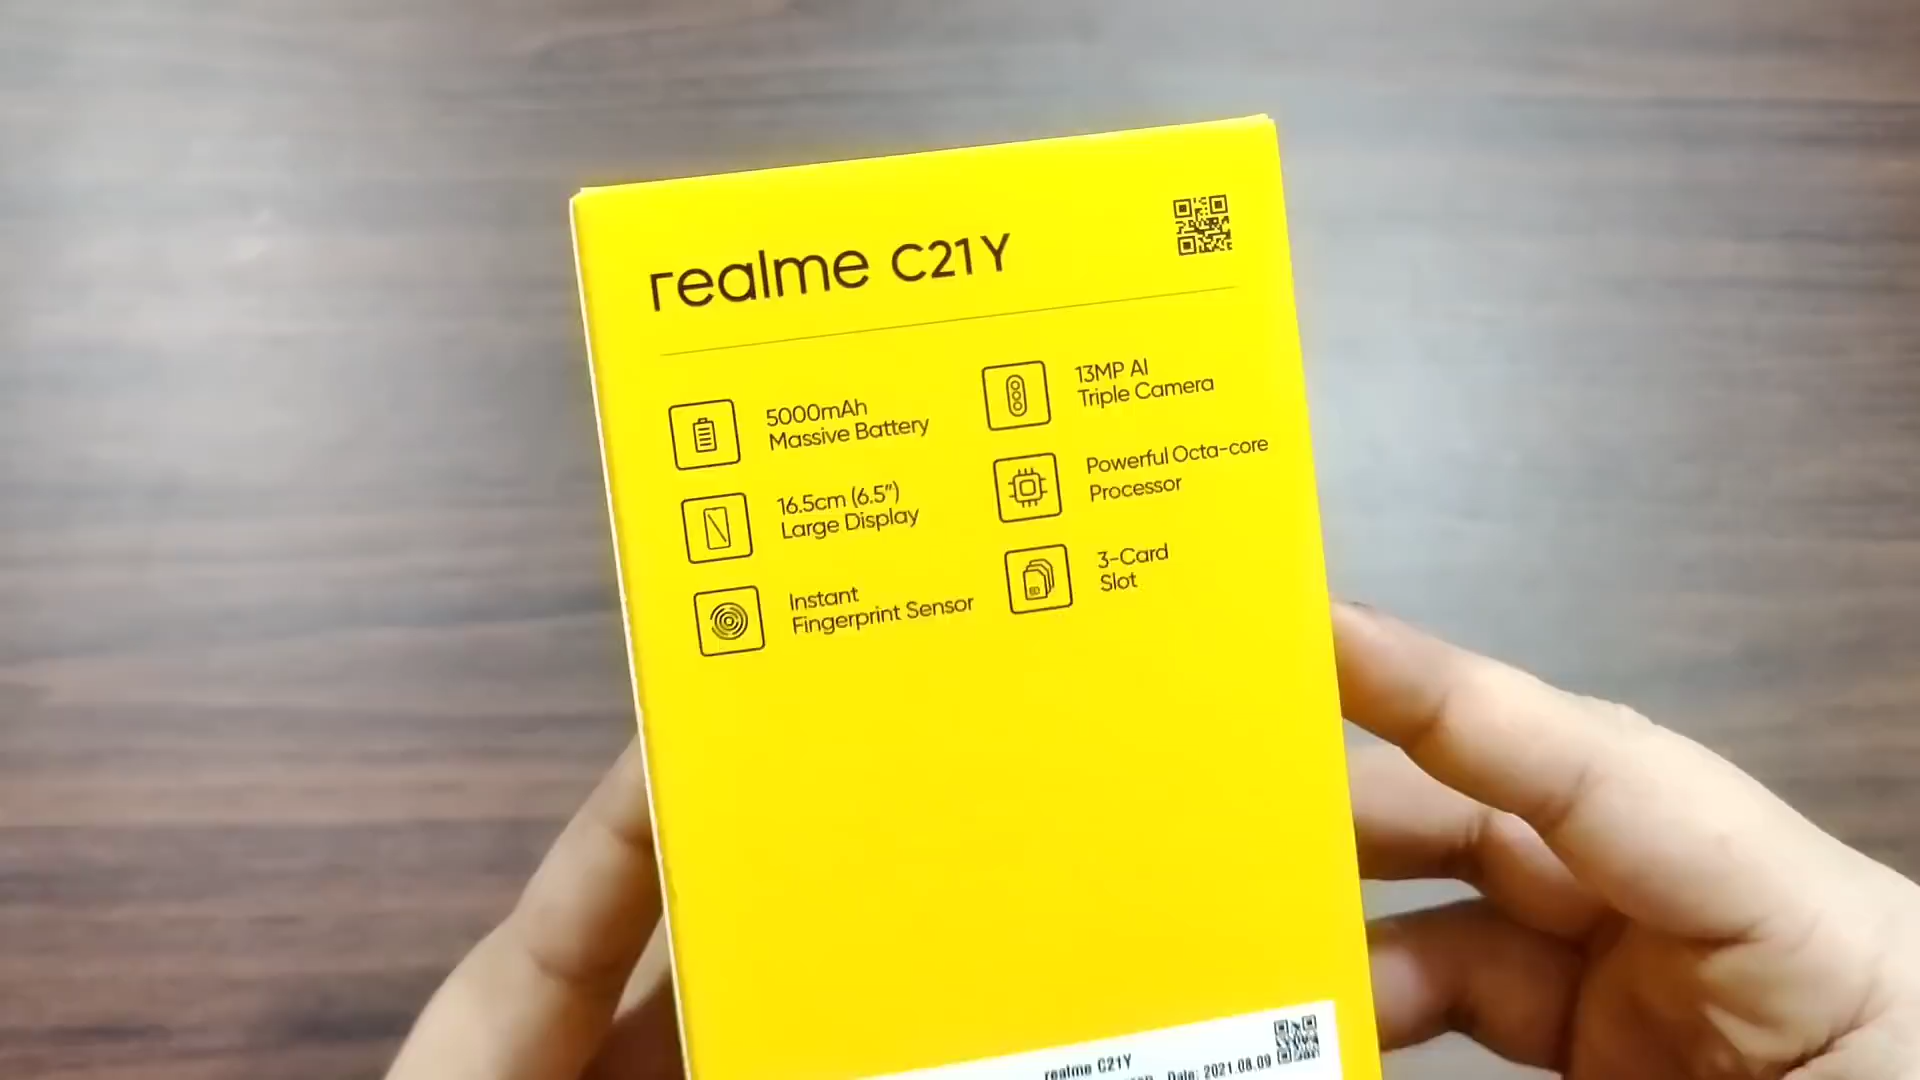 realme C21Y
5000mAh
Massive Battery
16.5cm (6.5")
Large Display
Instant
Fingerprint Sensor
13MP AI
Triple Camera
Powerful Octa-core
Processor
3-Card
Slot
realme C21Y
Date: 2021.08.09